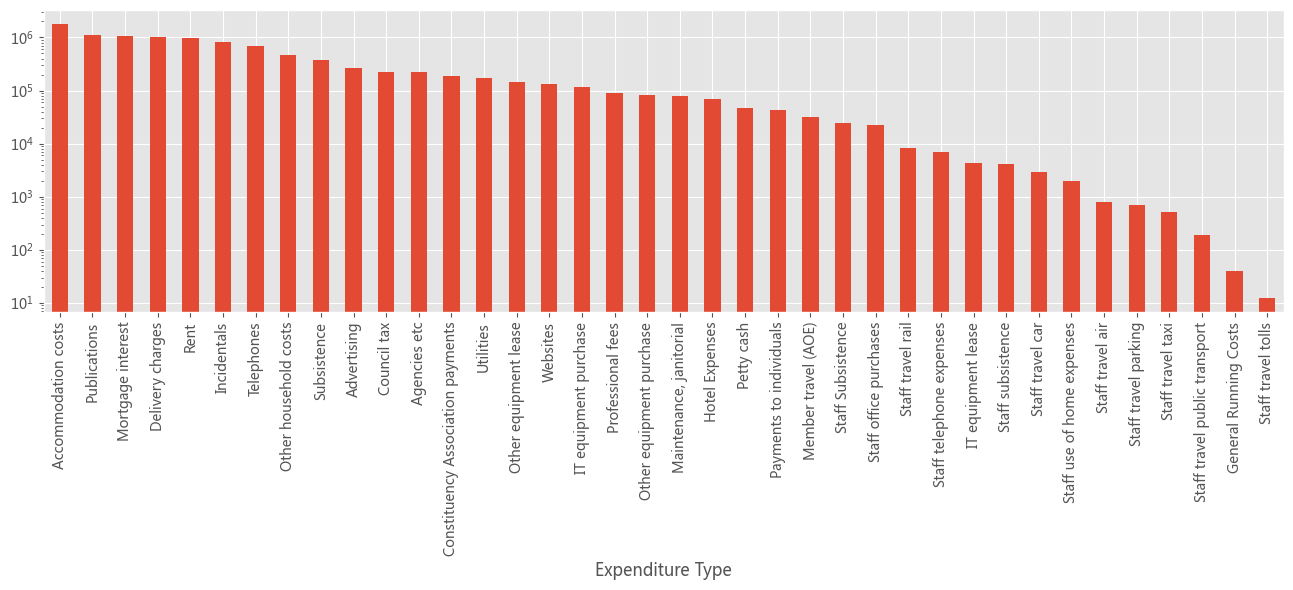 10⁶
10⁵
10⁴
10³
10²
10¹
Accommodation costs
Publications
Mortgage interest
Delivery charges
Rent
Incidentals
Telephones
Other household costs
Subsistence
Advertising
Council tax
Agencies etc
Constituency Association payments
Utilities
Other equipment lease
Websites
IT equipment purchase
Professional fees
Other equipment purchase
Maintenance, janitorial
Hotel Expenses
Petty cash
Payments to individuals
Member travel (AOE)
Staff Subsistence
Staff office purchases
Staff travel rail
Staff telephone expenses
IT equipment lease
Staff subsistence
Staff travel car
Staff use of home expenses
Staff travel air
Staff travel parking
Staff travel taxi
Staff travel public transport
General Running Costs
Staff travel tolls
Expenditure Type